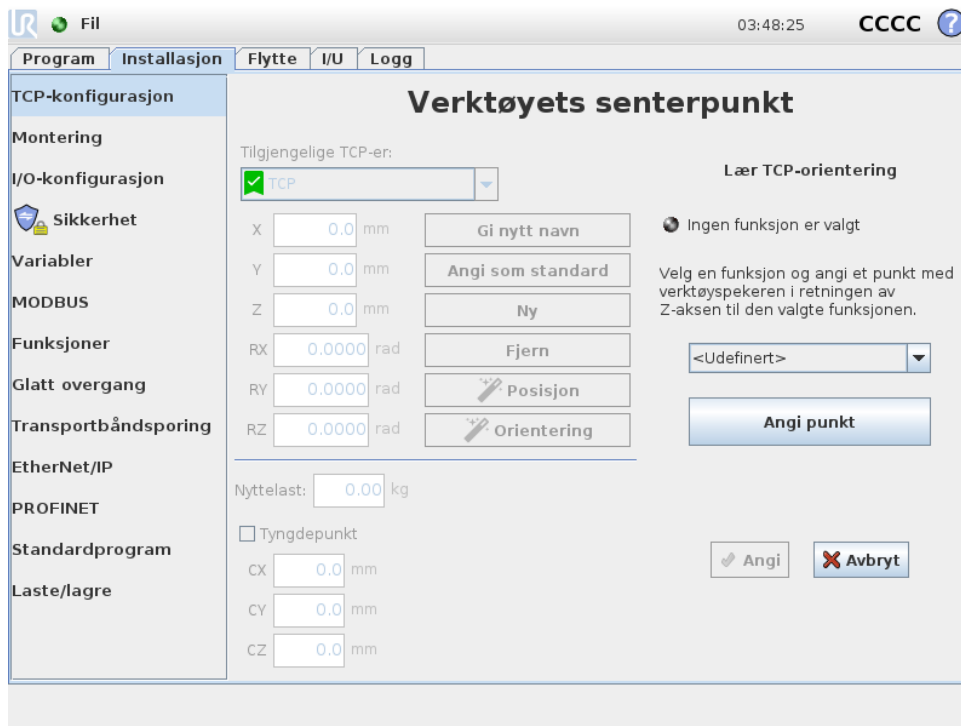 UR Fil 03:48:25 CCCC ?
Program Installasjon Flytte I/U Logg
TCP-konfigurasjon
Montering
I/O-konfigurasjon
Sikkerhet
Variabler
MODBUS
Funksjoner
Glatt overgang
Transportbåndsporing
EtherNet/IP
PROFINET
Standardprogram
Laste/lagre
Verktøyets senterpunkt
Tilgjengelige TCP-er:
TCP
X 0.0 mm
Y 0.0 mm
Z 0.0 mm
RX 0.0000 rad
RY 0.0000 rad
RZ 0.0000 rad
Gi nytt navn
Angi som standard
Ny
Fjern
Posisjon
Orientering
Nyttelast: 0.00 kg
Tyngdepunkt
CX 0.0 mm
CY 0.0 mm
CZ 0.0 mm
Lær TCP-orientering
Ingen funksjon er valgt
Velg en funksjon og angi et punkt med
verktøyspekeren i retningen av
Z-aksen til den valgte funksjonen.
<Udefinert>
Angi punkt
Angi
Avbryt